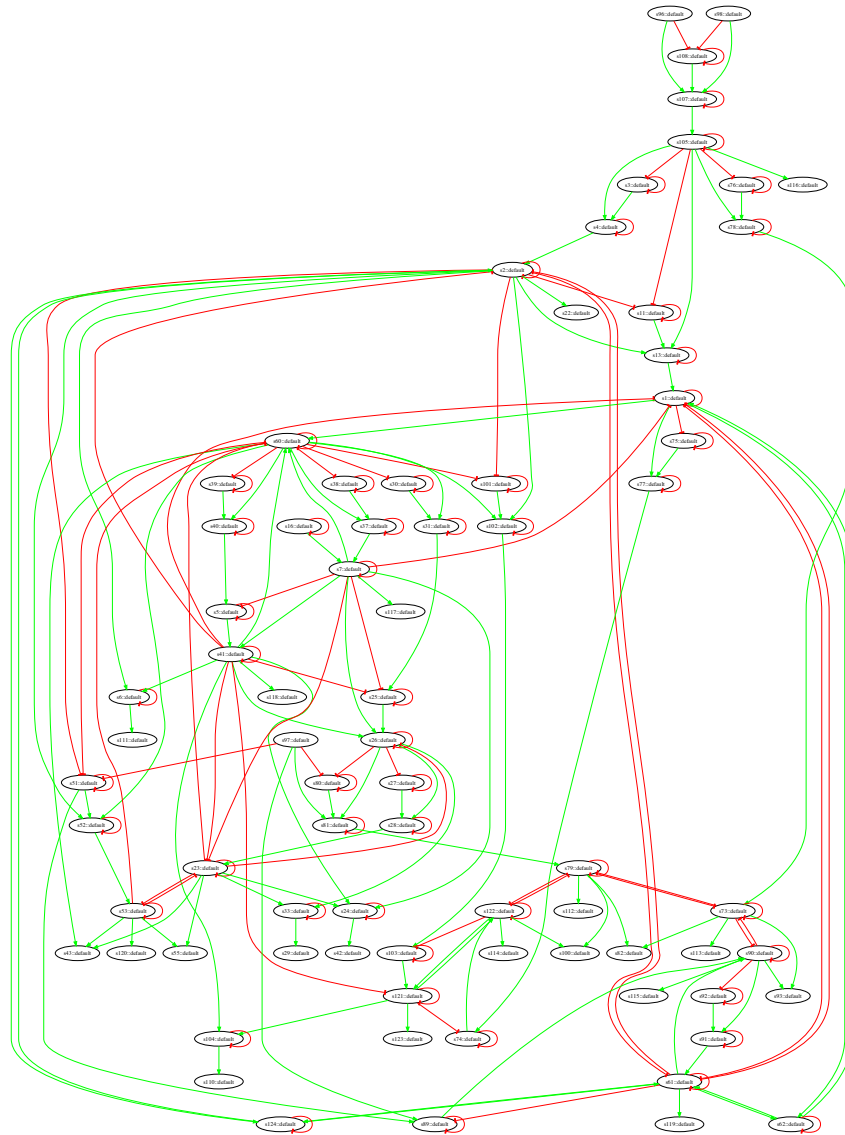 s96::default s98::default
s108::default
s107::default
s105::default
s3::default s76::default s116::default
s4::default s78::default
s2::default
s22::default s11::default
s13::default
s1::default
s60::default s75::default
s39::default s38::default s30::default s101::default s77::default
s40::default s16::default s37::default s31::default s102::default
s7::default
s5::default s117::default
s41::default
s6::default s118::default s25::default
s111::default s97::default s26::default
s51::default s80::default s27::default
s52::default s81::default s28::default
s23::default s79::default
s53::default s33::default s24::default s122::default s112::default s73::default
s43::default s120::default s55::default s29::default s42::default s103::default s114::default s100::default s82::default s113::default s90::default
s121::default s115::default s92::default s93::default
s104::default s123::default s74::default s91::default
s110::default s61::default
s124::default s89::default s119::default s62::default